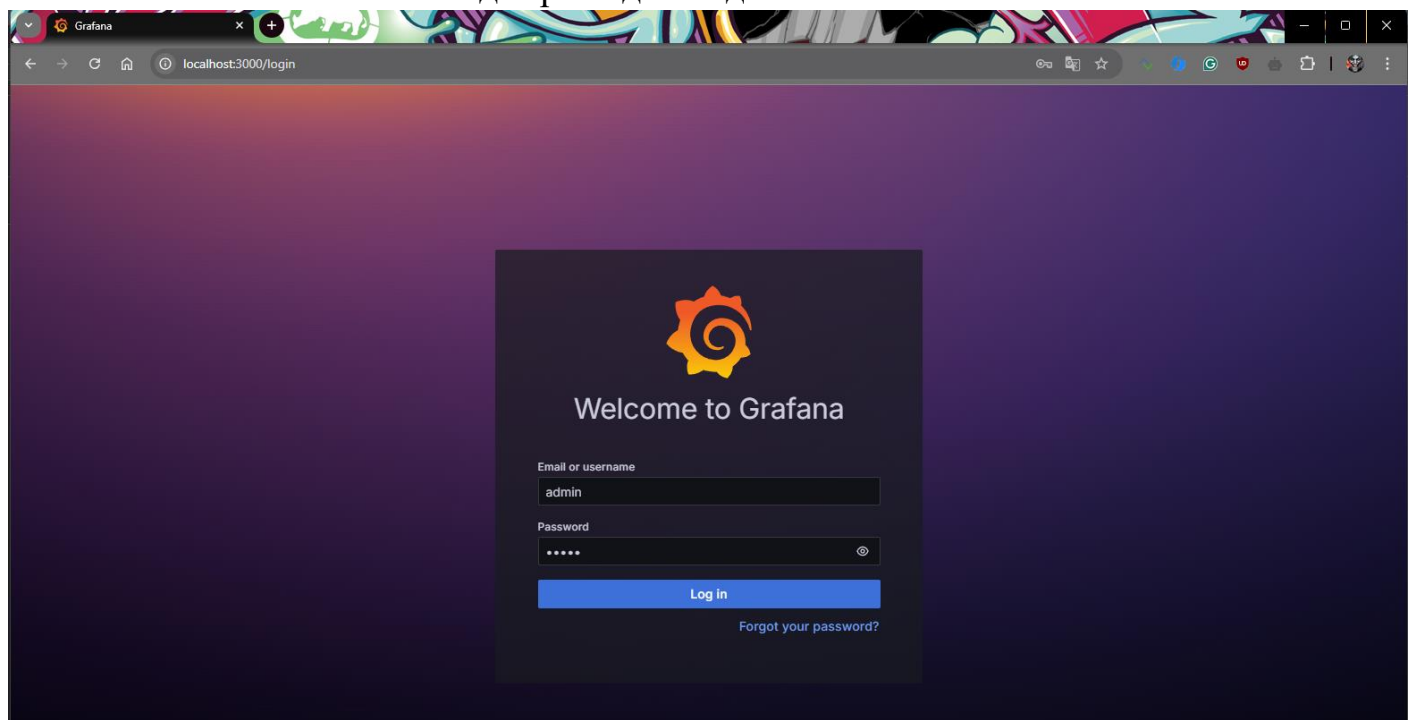 Grafana
localhost:3000/login
Welcome to Grafana
Email or username
admin
Password
•••••
Log in
Forgot your password?